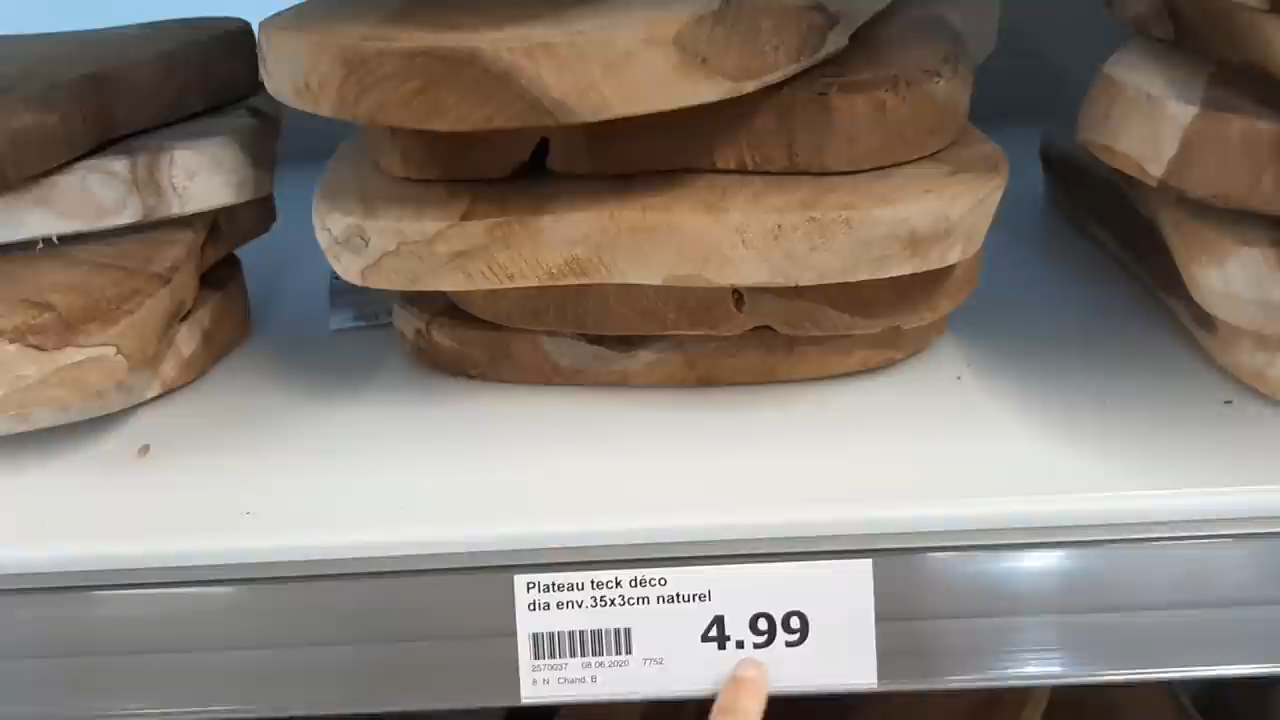 Plateau teck déco
dia env.35x3cm naturel
4.99
2570037 08.06.2020 7752
8 N Chand. B